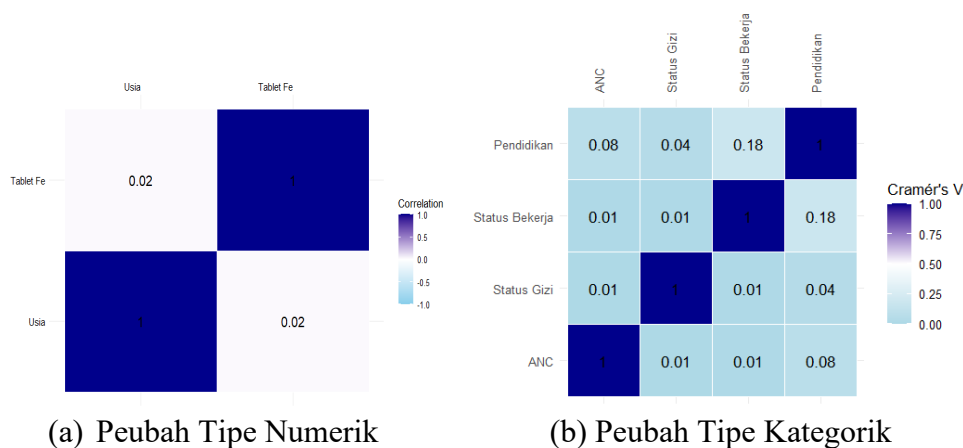 Usia Tablet Fe
Tablet Fe 0.02 1
Usia 1 0.02
Correlation
1.0
0.5
0.0
-0.5
-1.0
(a) Peubah Tipe Numerik
ANC Status Gizi Status Bekerja Pendidikan
Pendidikan 0.08 0.04 0.18 1
Status Bekerja 0.01 0.01 1 0.18
Status Gizi 0.01 1 0.01 0.04
ANC 1 0.01 0.01 0.08
Cramér's V
1.00
0.75
0.50
0.25
0.00
(b) Peubah Tipe Kategorik